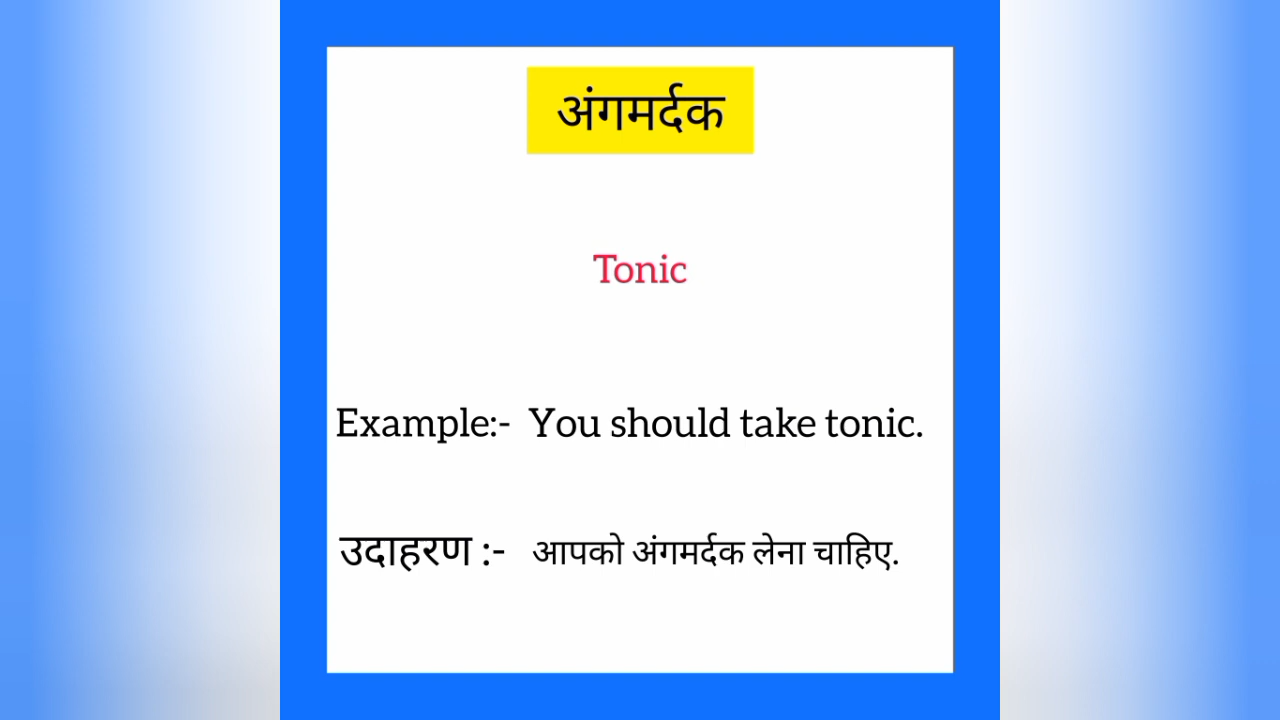 अंगमर्दक
Tonic
Example:- You should take tonic.
उदाहरण :- आपको अंगमर्दक लेना चाहिए.